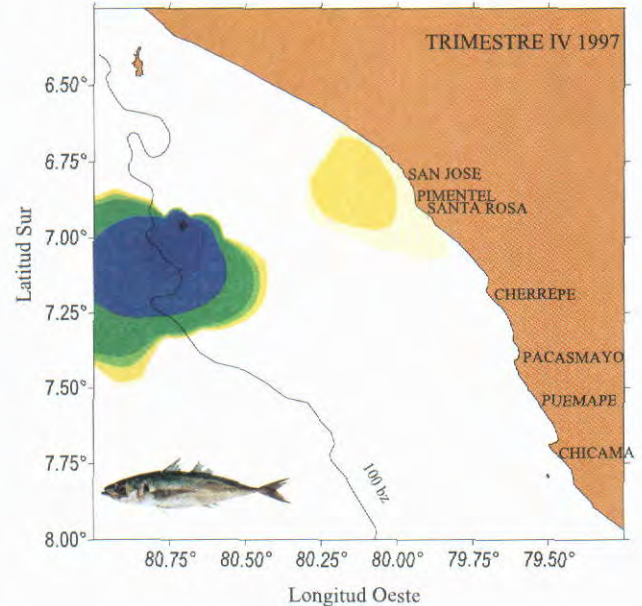 TRIMESTRE IV 1997
6.50°
6.75°
SAN JOSE
PIMENTEL
SANTA ROSA
7.00°
Latitud Sur
7.25°
CHERREPE
PACASMAYO
7.50°
PUEMAPE
CHICAMA
7.75°
100 bz
8.00°
80.75° 80.50° 80.25° 80.00° 79.75° 79.50°
Longitud Oeste